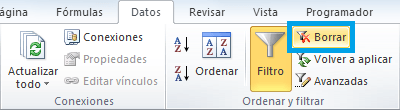 ágina Fórmulas Datos Revisar Vista Programador
Conexiones
Propiedades
Editar vínculos
Actualizar
todo
Conexiones
A
Z
Z
A
A Z
Z A
Ordenar
Filtro
Borrar
Volver a aplicar
Avanzadas
Ordenar y filtrar